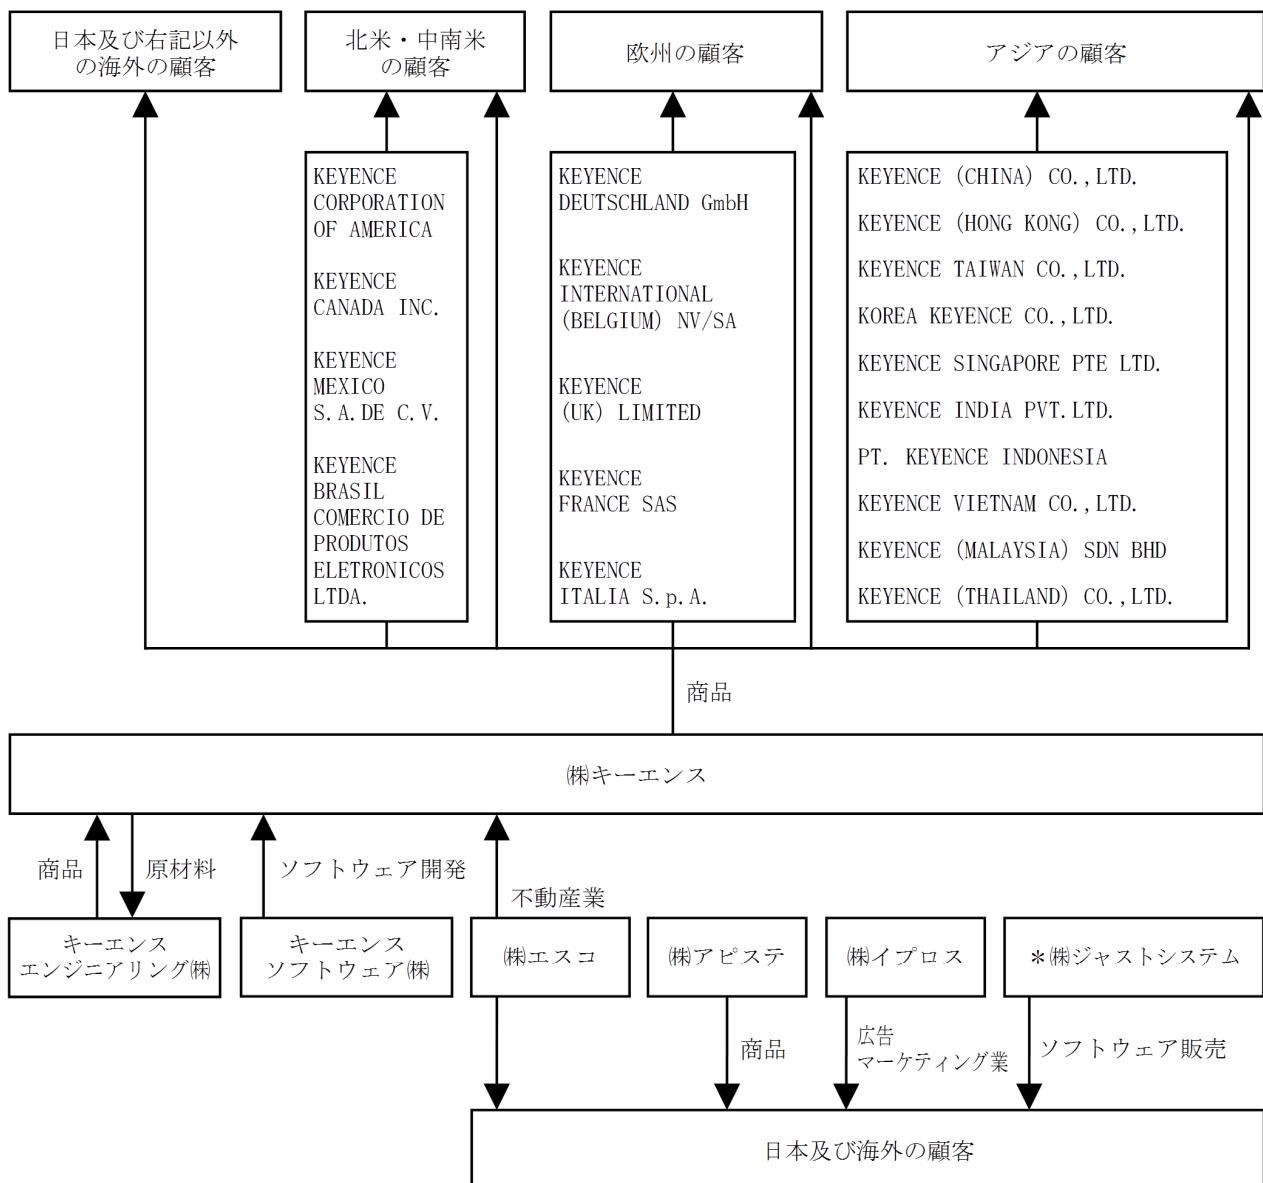 日本及び右記以外
の海外の顧客
北米・中南米
の顧客
欧州の顧客
アジアの顧客
KEYENCE
CORPORATION
OF AMERICA
KEYENCE
CANADA INC.
KEYENCE
MEXICO
S.A.DE C.V.
KEYENCE
BRASIL
COMERCIO DE
PRODUTOS
ELETRONICOS
LTDA.
KEYENCE
DEUTSCHLAND GmbH
KEYENCE
INTERNATIONAL
(BELGIUM) NV/SA
KEYENCE
(UK) LIMITED
KEYENCE
FRANCE SAS
KEYENCE
ITALIA S.p.A.
KEYENCE (CHINA) CO.,LTD.
KEYENCE (HONG KONG) CO.,LTD.
KEYENCE TAIWAN CO.,LTD.
KOREA KEYENCE CO.,LTD.
KEYENCE SINGAPORE PTE LTD.
KEYENCE INDIA PVT.LTD.
PT. KEYENCE INDONESIA
KEYENCE VIETNAM CO.,LTD.
KEYENCE (MALAYSIA) SDN BHD
KEYENCE (THAILAND) CO.,LTD.
商品
㈱キーエンス
商品
原材料
ソフトウェア開発
不動産業
キーエンス
エンジニアリング㈱
キーエンス
ソフトウェア㈱
㈱エスコ
㈱アピステ
㈱イプロス
＊㈱ジャストシステム
商品
広告
マーケティング業
ソフトウェア販売
日本及び海外の顧客